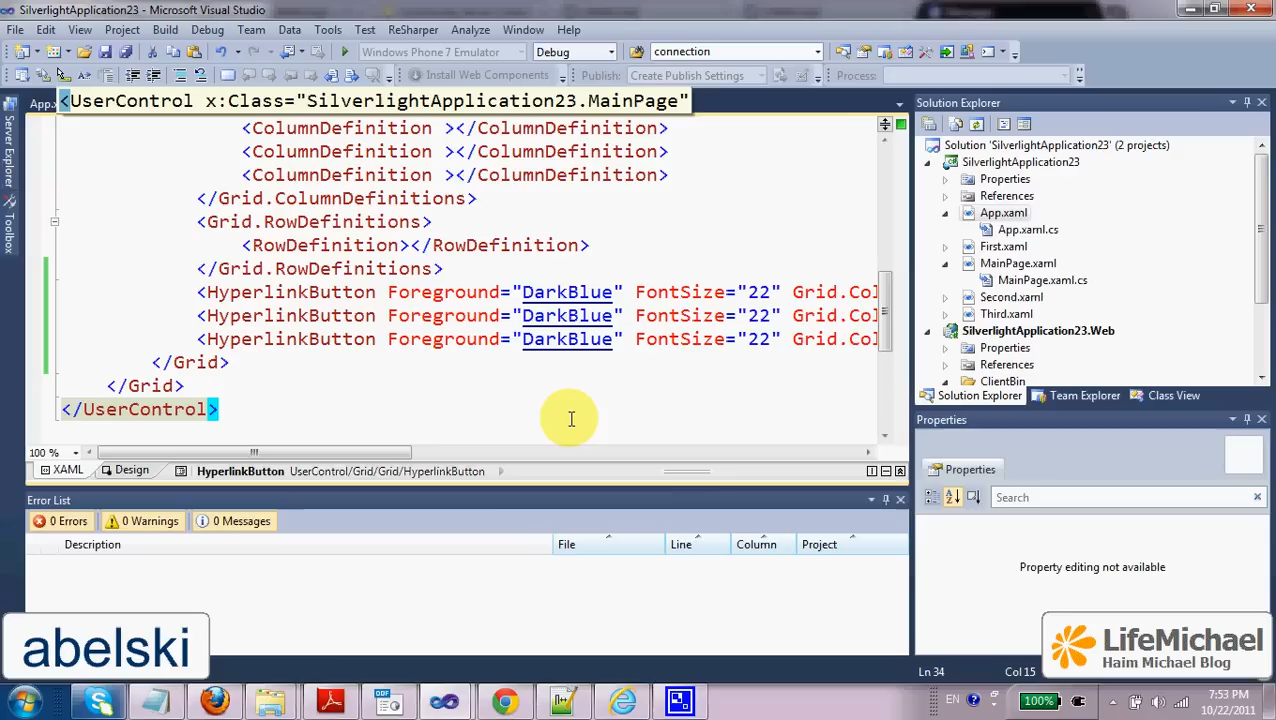 SilverlightApplication23 - Microsoft Visual Studio
File Edit View Project Build Debug Team Data Tools Test ReSharper Analyze Window Help
Windows Phone 7 Emulator Debug connection
Install Web Components Publish: Create Publish Settings Process:
App.x
<UserControl x:Class="SilverlightApplication23.MainPage"
<ColumnDefinition ></ColumnDefinition>
<ColumnDefinition ></ColumnDefinition>
<ColumnDefinition ></ColumnDefinition>
</Grid.ColumnDefinitions>
<Grid.RowDefinitions>
<RowDefinition></RowDefinition>
</Grid.RowDefinitions>
<HyperlinkButton Foreground="DarkBlue" FontSize="22" Grid.Col
<HyperlinkButton Foreground="DarkBlue" FontSize="22" Grid.Col
<HyperlinkButton Foreground="DarkBlue" FontSize="22" Grid.Col
</Grid>
</Grid>
</UserControl>
100 %
XAML Design HyperlinkButton UserControl/Grid/Grid/HyperlinkButton
Server Explorer
Toolbox
Error List
0 Errors 0 Warnings 0 Messages
Description File Line Column Project
Solution Explorer
Solution 'SilverlightApplication23' (2 projects)
SilverlightApplication23
Properties
References
App.xaml
App.xaml.cs
First.xaml
MainPage.xaml
MainPage.xaml.cs
Second.xaml
Third.xaml
SilverlightApplication23.Web
Properties
References
ClientBin
Solution Explorer Team Explorer Class View
Properties
Properties
Search
Property editing not available
abelski
LifeMichael
Haim Michael Blog
Ln 34 Col 15
EN 100% 7:53 PM
10/22/2011